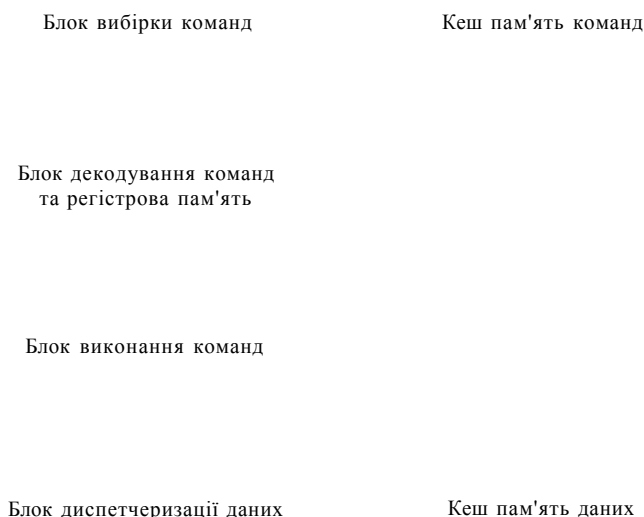 Блок вибірки команд
Кеш пам'ять команд
Блок декодування команд
та регістрова пам'ять
Блок виконання команд
Блок диспетчеризації даних
Кеш пам'ять даних